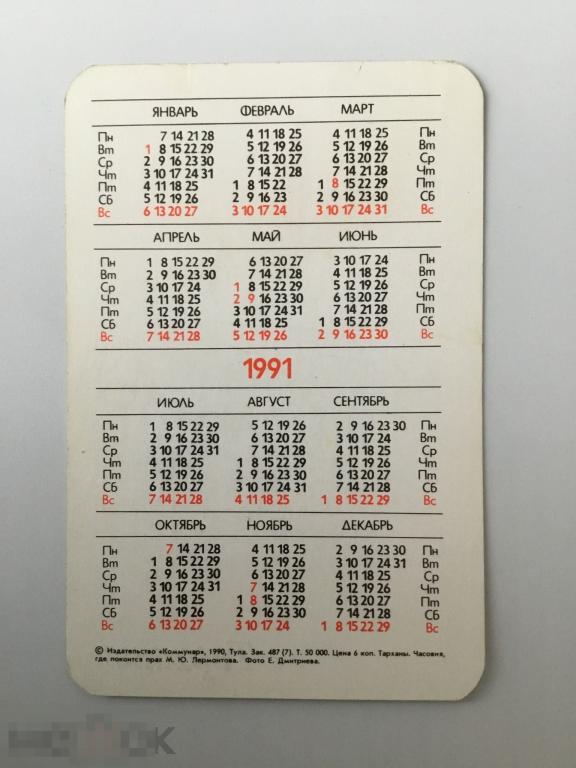 ЯНВАРЬ ФЕВРАЛЬ МАРТ
Пн 7 14 21 28 4 11 18 25 4 11 18 25 Пн
Вт 1 8 15 22 29 5 12 19 26 5 12 19 26 Вт
Ср 2 9 16 23 30 6 13 20 27 6 13 20 27 Ср
Чт 3 10 17 24 31 7 14 21 28 7 14 21 28 Чт
Пт 4 11 18 25 1 8 15 22 1 8 15 22 29 Пт
Сб 5 12 19 26 2 9 16 23 2 9 16 23 30 Сб
Вс 6 13 20 27 3 10 17 24 3 10 17 24 31 Вс
АПРЕЛЬ МАЙ ИЮНЬ
Пн 1 8 15 22 29 6 13 20 27 3 10 17 24 Пн
Вт 2 9 16 23 30 7 14 21 28 4 11 18 25 Вт
Ср 3 10 17 24 1 8 15 22 29 5 12 19 26 Ср
Чт 4 11 18 25 2 9 16 23 30 6 13 20 27 Чт
Пт 5 12 19 26 3 10 17 24 31 7 14 21 28 Пт
Сб 6 13 20 27 4 11 18 25 1 8 15 22 29 Сб
Вс 7 14 21 28 5 12 19 26 2 9 16 23 30 Вс
1991
ИЮЛЬ АВГУСТ СЕНТЯБРЬ
Пн 1 8 15 22 29 5 12 19 26 2 9 16 23 30 Пн
Вт 2 9 16 23 30 6 13 20 27 3 10 17 24 Вт
Ср 3 10 17 24 31 7 14 21 28 4 11 18 25 Ср
Чт 4 11 18 25 1 8 15 22 29 5 12 19 26 Чт
Пт 5 12 19 26 2 9 16 23 30 6 13 20 27 Пт
Сб 6 13 20 27 3 10 17 24 31 7 14 21 28 Сб
Вс 7 14 21 28 4 11 18 25 1 8 15 22 29 Вс
ОКТЯБРЬ НОЯБРЬ ДЕКАБРЬ
Пн 7 14 21 28 4 11 18 25 2 9 16 23 30 Пн
Вт 1 8 15 22 29 5 12 19 26 3 10 17 24 31 Вт
Ср 2 9 16 23 30 6 13 20 27 4 11 18 25 Ср
Чт 3 10 17 24 31 7 14 21 28 5 12 19 26 Чт
Пт 4 11 18 25 1 8 15 22 29 6 13 20 27 Пт
Сб 5 12 19 26 2 9 16 23 30 7 14 21 28 Сб
Вс 6 13 20 27 3 10 17 24 1 8 15 22 29 Вс
© Издательство «Коммунар», 1990, Тула. Зак. 487 (7). Т. 50 000. Цена 6 коп. Тарханы. Часовня,
где покоится прах М. Ю. Лермонтова. Фото Е. Дмитриева.